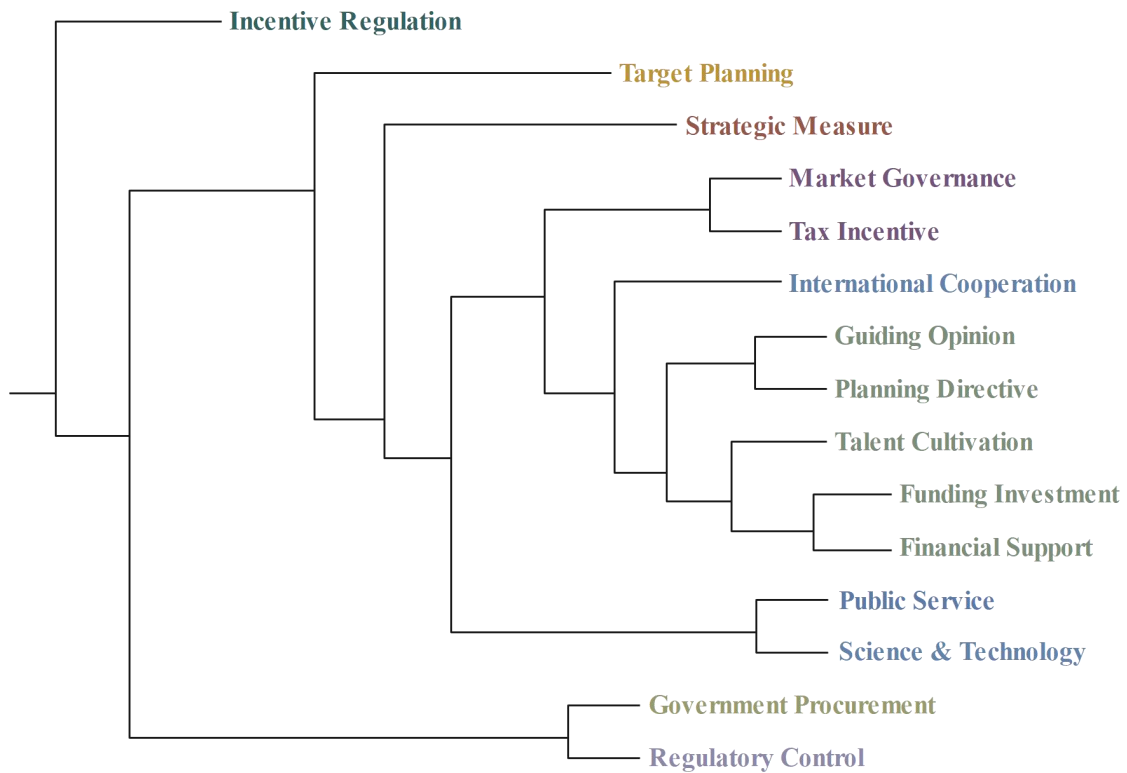 Incentive Regulation
Target Planning
Strategic Measure
Market Governance
Tax Incentive
International Cooperation
Guiding Opinion
Planning Directive
Talent Cultivation
Funding Investment
Financial Support
Public Service
Science & Technology
Government Procurement
Regulatory Control